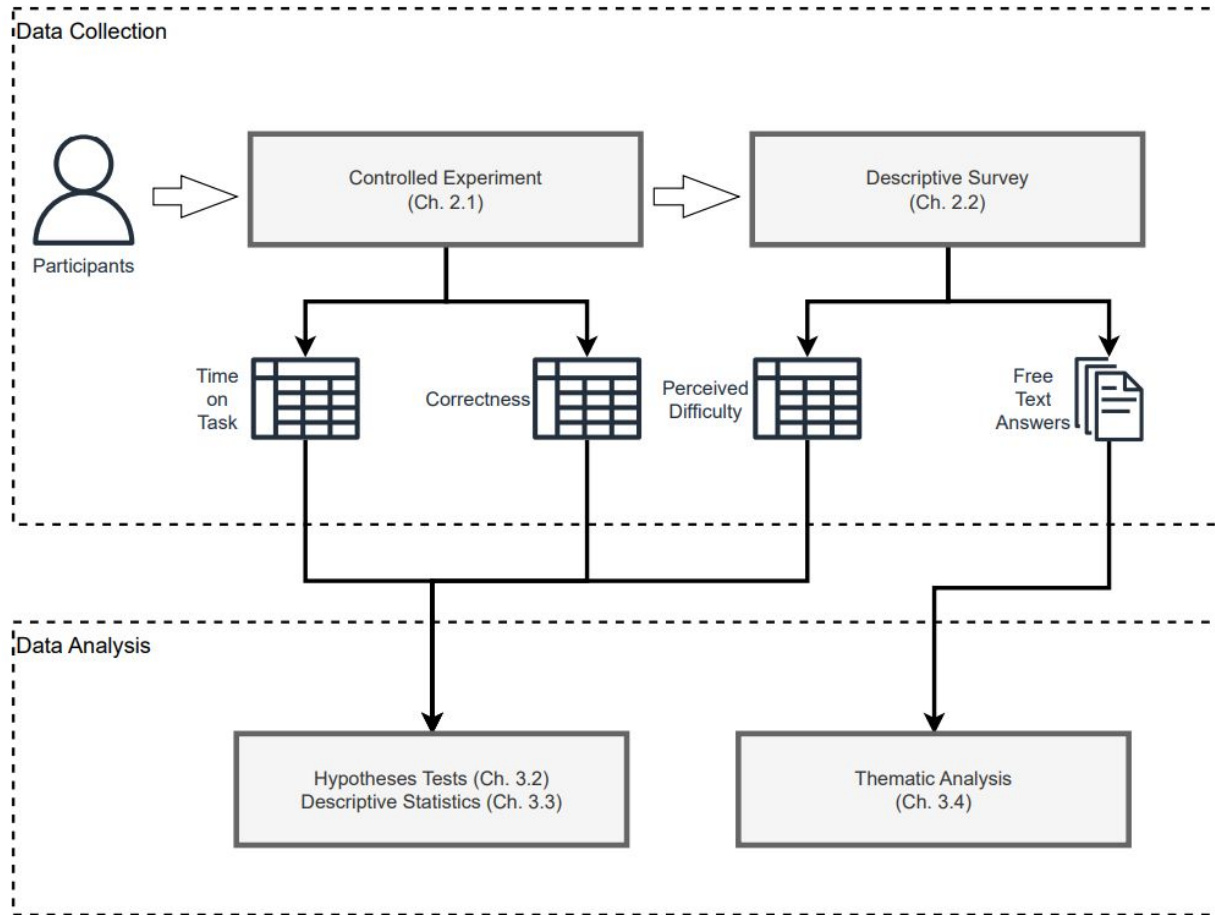 Data Collection
Participants
Controlled Experiment
(Ch. 2.1)
Descriptive Survey
(Ch. 2.2)
Time
on
Task
Correctness
Perceived
Difficulty
Free
Text
Answers
Data Analysis
Hypotheses Tests (Ch. 3.2)
Descriptive Statistics (Ch. 3.3)
Thematic Analysis
(Ch. 3.4)